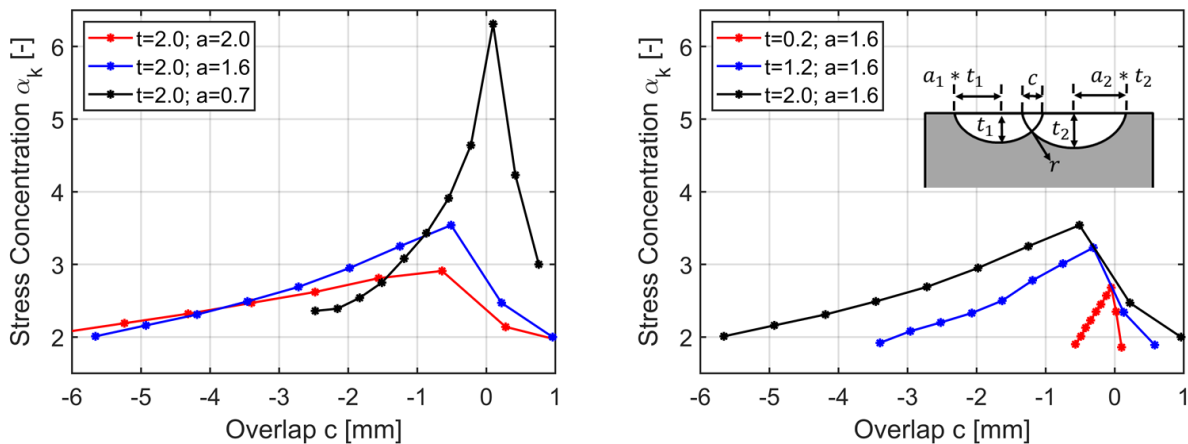 t=2.0; a=2.0
t=2.0; a=1.6
t=2.0; a=0.7
Stress Concentration α_k [-]
6
5
4
3
2
-6 -5 -4 -3 -2 -1 0 1
Overlap c [mm]
t=0.2; a=1.6
t=1.2; a=1.6
t=2.0; a=1.6
a₁ * t₁ c a₂ * t₂
t₁ t₂
r
Stress Concentration α_k [-]
6
5
4
3
2
-6 -5 -4 -3 -2 -1 0 1
Overlap c [mm]